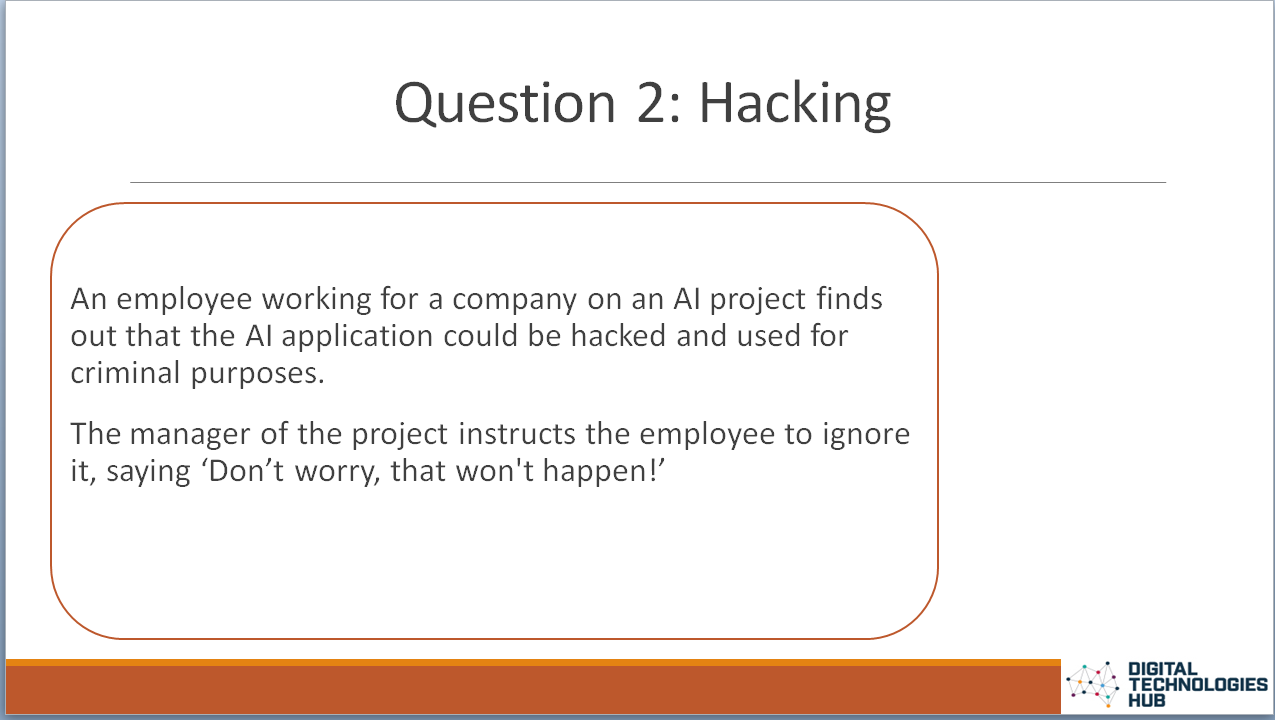 Question 2: Hacking
An employee working for a company on an AI project finds
out that the AI application could be hacked and used for
criminal purposes.
The manager of the project instructs the employee to ignore
it, saying ‘Don’t worry, that won't happen!’
DIGITAL
TECHNOLOGIES
HUB